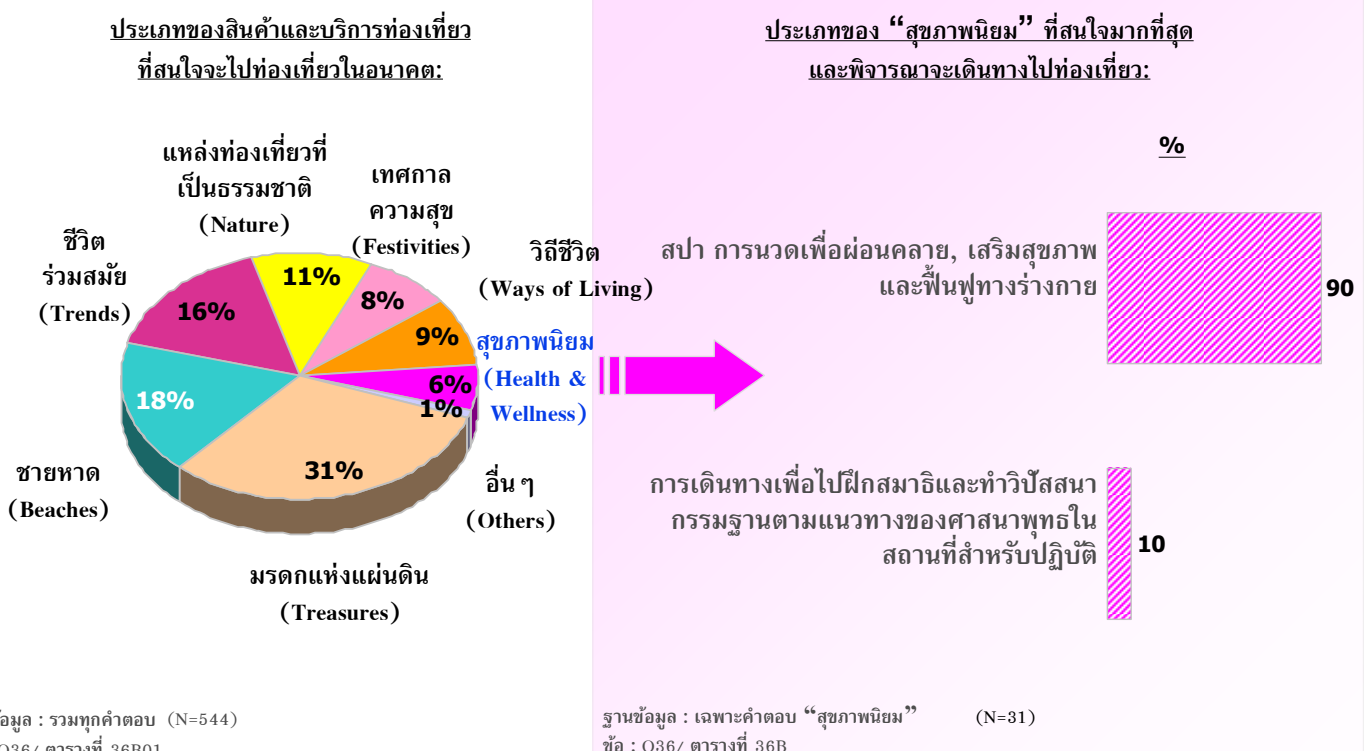 ประเภทของสินค้าและบริการท่องเที่ยว
ที่สนใจจะไปท่องเที่ยวในอนาคต:
แหล่งท่องเที่ยวที่
เป็นธรรมชาติ
(Nature)
เทศกาล
ความสุข
(Festivities)
ชีวิต
ร่วมสมัย
(Trends)
วิถีชีวิต
(Ways of Living)
สุขภาพนิยม
(Health &
Wellness)
11%
8%
16%
9%
6%
1%
18%
31%
ชายหาด
(Beaches)
อื่น ๆ
(Others)
มรดกแห่งแผ่นดิน
(Treasures)
ข้อมูล : รวมทุกคำตอบ (N=544)
Q36/ ตารางที่ 36B01
ประเภทของ “สุขภาพนิยม” ที่สนใจมากที่สุด
และพิจารณาจะเดินทางไปท่องเที่ยว:
%
สปา การนวดเพื่อผ่อนคลาย, เสริมสุขภาพ
และฟื้นฟูทางร่างกาย
90
การเดินทางเพื่อไปฝึกสมาธิและทำวิปัสสนา
กรรมฐานตามแนวทางของศาสนาพุทธใน
สถานที่สำหรับปฏิบัติ
10
ฐานข้อมูล : เฉพาะคำตอบ “สุขภาพนิยม” (N=31)
ข้อ : Q36/ ตารางที่ 36B